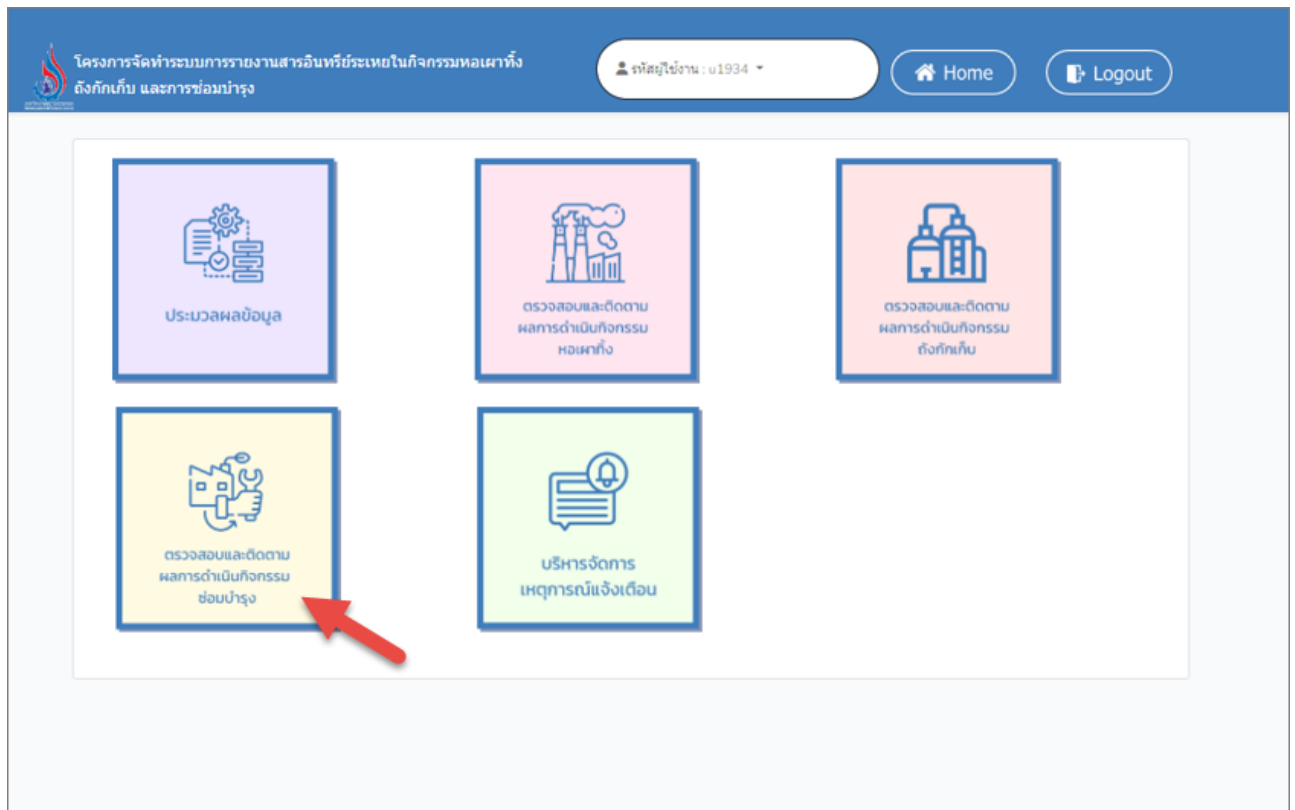 โครงการจัดทำระบบการรายงานสารอินทรีย์ระเหยในกิจกรรมหอเผาทิ้ง
ถังกักเก็บ และการซ่อมบำรุง
รหัสผู้ใช้งาน : u1934
Home
Logout
ประมวลผลข้อมูล
ตรวจสอบและติดตาม
ผลการดำเนินกิจกรรม
หอเผาทิ้ง
ตรวจสอบและติดตาม
ผลการดำเนินกิจกรรม
ถังกักเก็บ
ตรวจสอบและติดตาม
ผลการดำเนินกิจกรรม
ซ่อมบำรุง
บริหารจัดการ
เหตุการณ์แจ้งเตือน